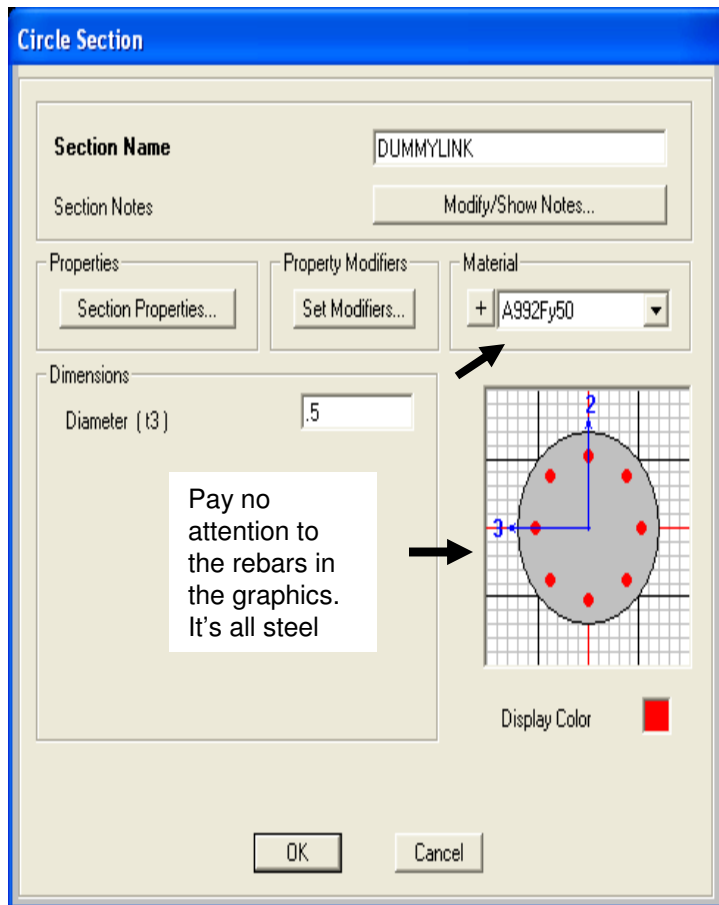 Circle Section
Section Name
DUMMYLINK
Section Notes
Modify/Show Notes...
Properties
Section Properties...
Property Modifiers
Set Modifiers...
Material
+
A992Fy50
Dimensions
Diameter ( t3 )
.5
Pay no
attention to
the rebars in
the graphics.
It's all steel
2
3
Display Color
OK
Cancel